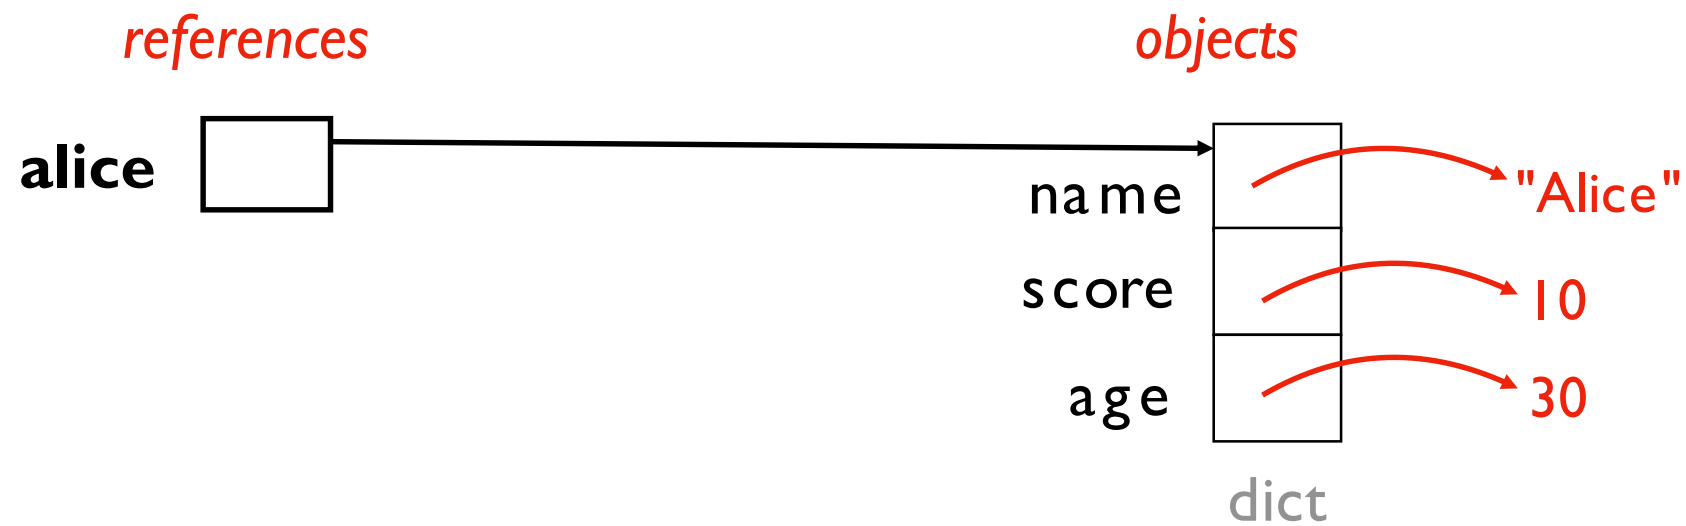 references
objects
alice
name
"Alice"
score
10
age
30
dict